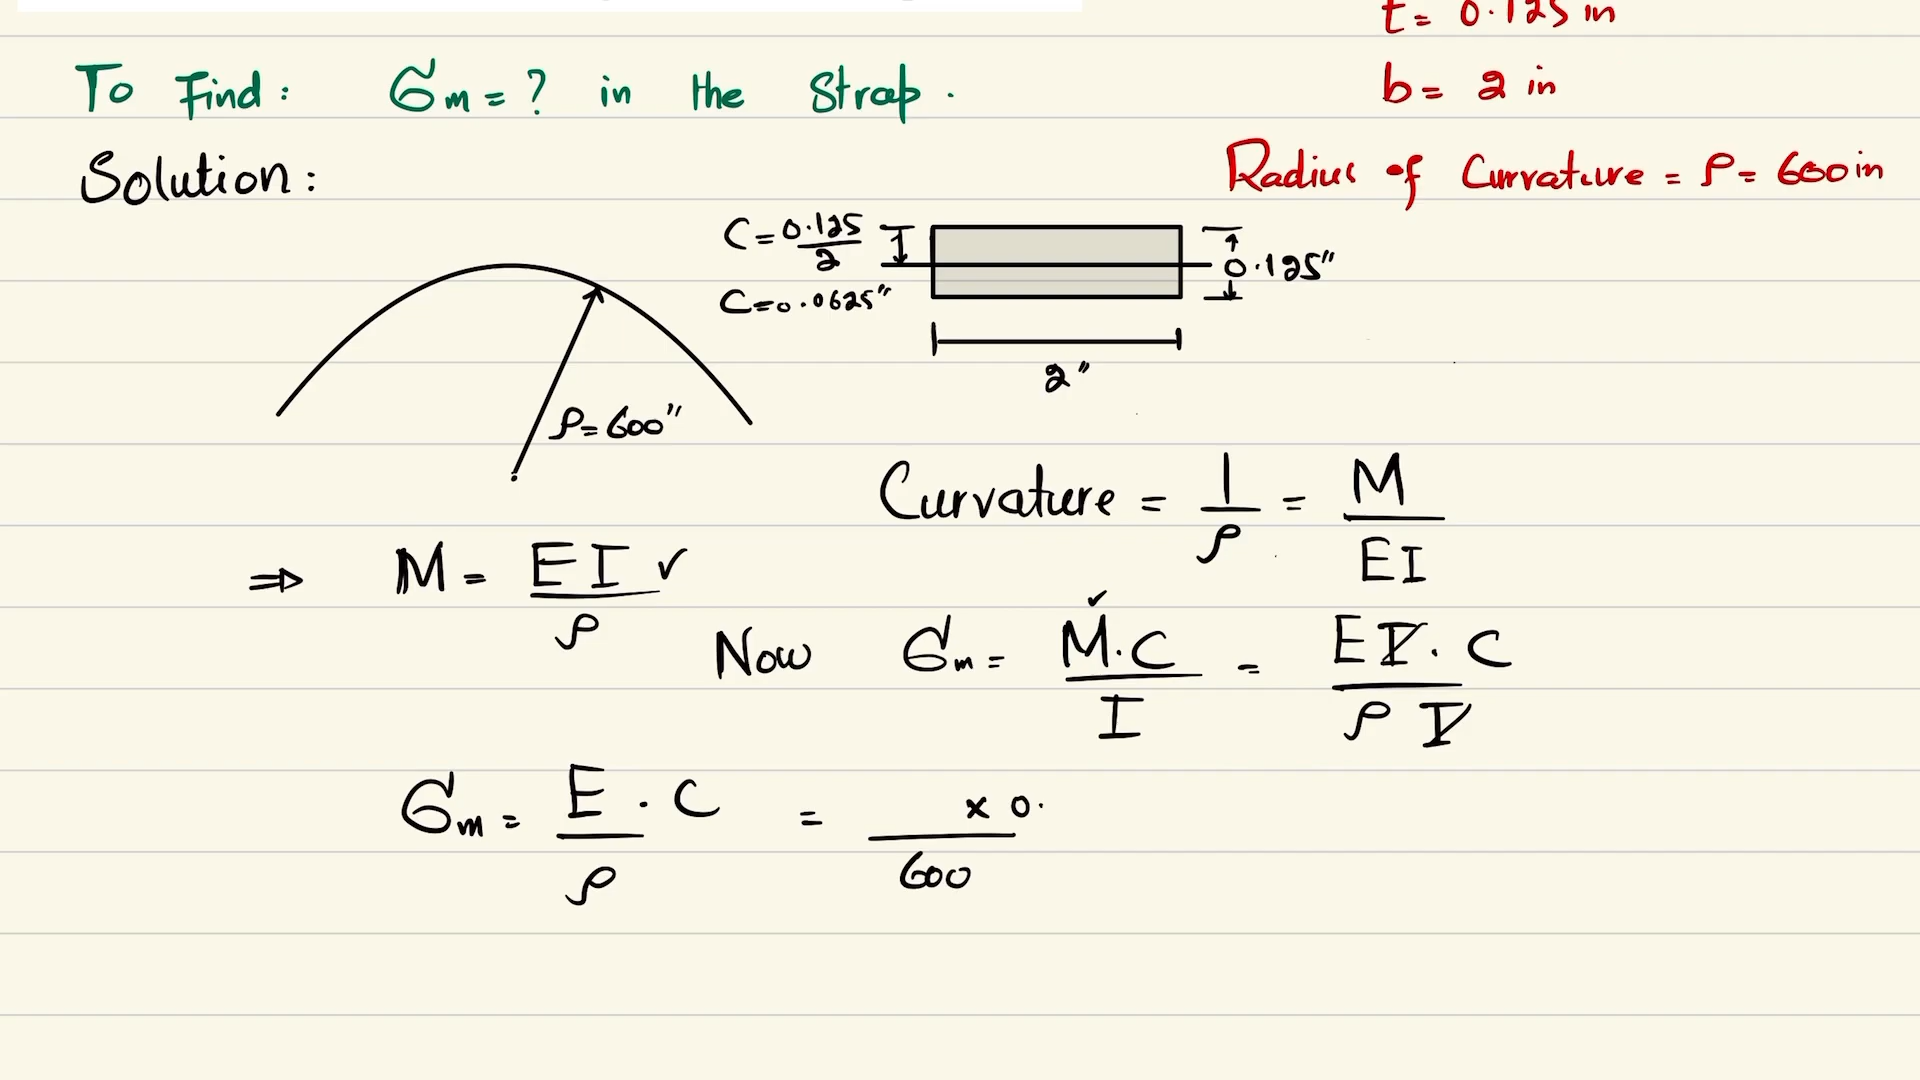 t = 0.125 in
To Find: σm = ? in the Strap.
b = 2 in
Solution:
Radius of Curvature = ρ = 600 in
C = 0.125/2
0.125"
C = 0.0625"
2"
ρ = 600"
Curvature = 1/ρ = M/EI
⇒ M = EI/ρ ✓
Now σm = M.C/I = EI.C/ρI
σm = E/ρ . C = x 0. / 600